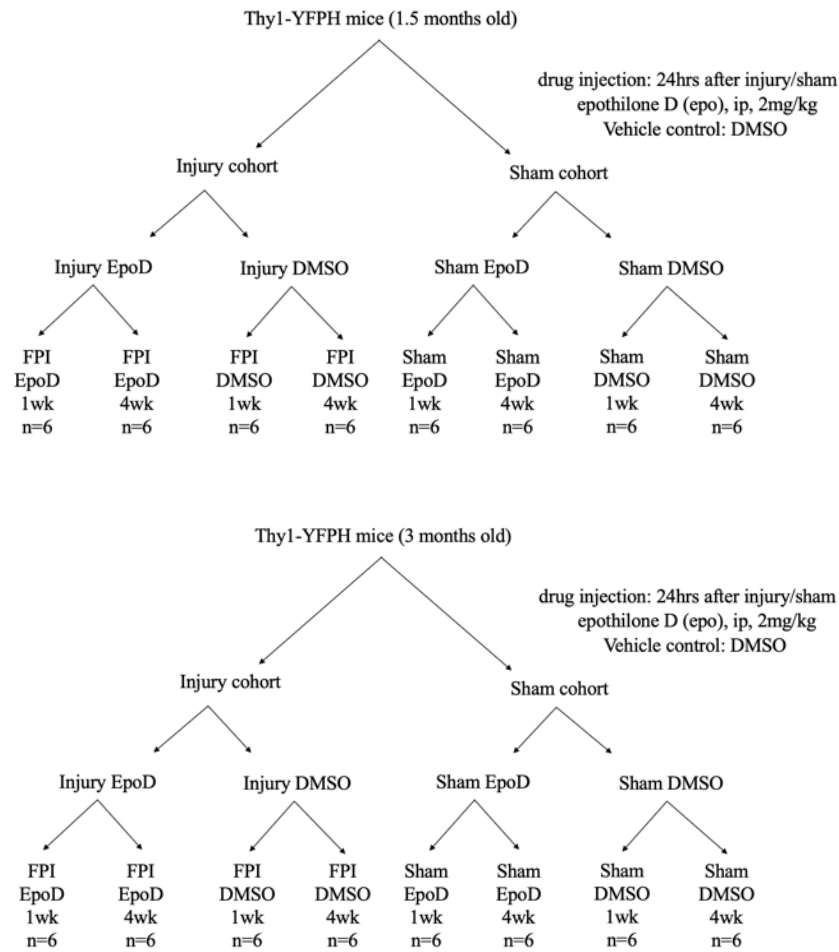 Thy1-YFPH mice (1.5 months old)
drug injection: 24hrs after injury/sham
epothilone D (epo), ip, 2mg/kg
Vehicle control: DMSO
Injury cohort
Sham cohort
Injury EpoD
Injury DMSO
Sham EpoD
Sham DMSO
FPI
EpoD
1wk
n=6
FPI
EpoD
4wk
n=6
FPI
DMSO
1wk
n=6
FPI
DMSO
4wk
n=6
Sham
EpoD
1wk
n=6
Sham
EpoD
4wk
n=6
Sham
DMSO
1wk
n=6
Sham
DMSO
4wk
n=6
Thy1-YFPH mice (3 months old)
drug injection: 24hrs after injury/sham
epothilone D (epo), ip, 2mg/kg
Vehicle control: DMSO
Injury cohort
Sham cohort
Injury EpoD
Injury DMSO
Sham EpoD
Sham DMSO
FPI
EpoD
1wk
n=6
FPI
EpoD
4wk
n=6
FPI
DMSO
1wk
n=6
FPI
DMSO
4wk
n=6
Sham
EpoD
1wk
n=6
Sham
EpoD
4wk
n=6
Sham
DMSO
1wk
n=6
Sham
DMSO
4wk
n=6